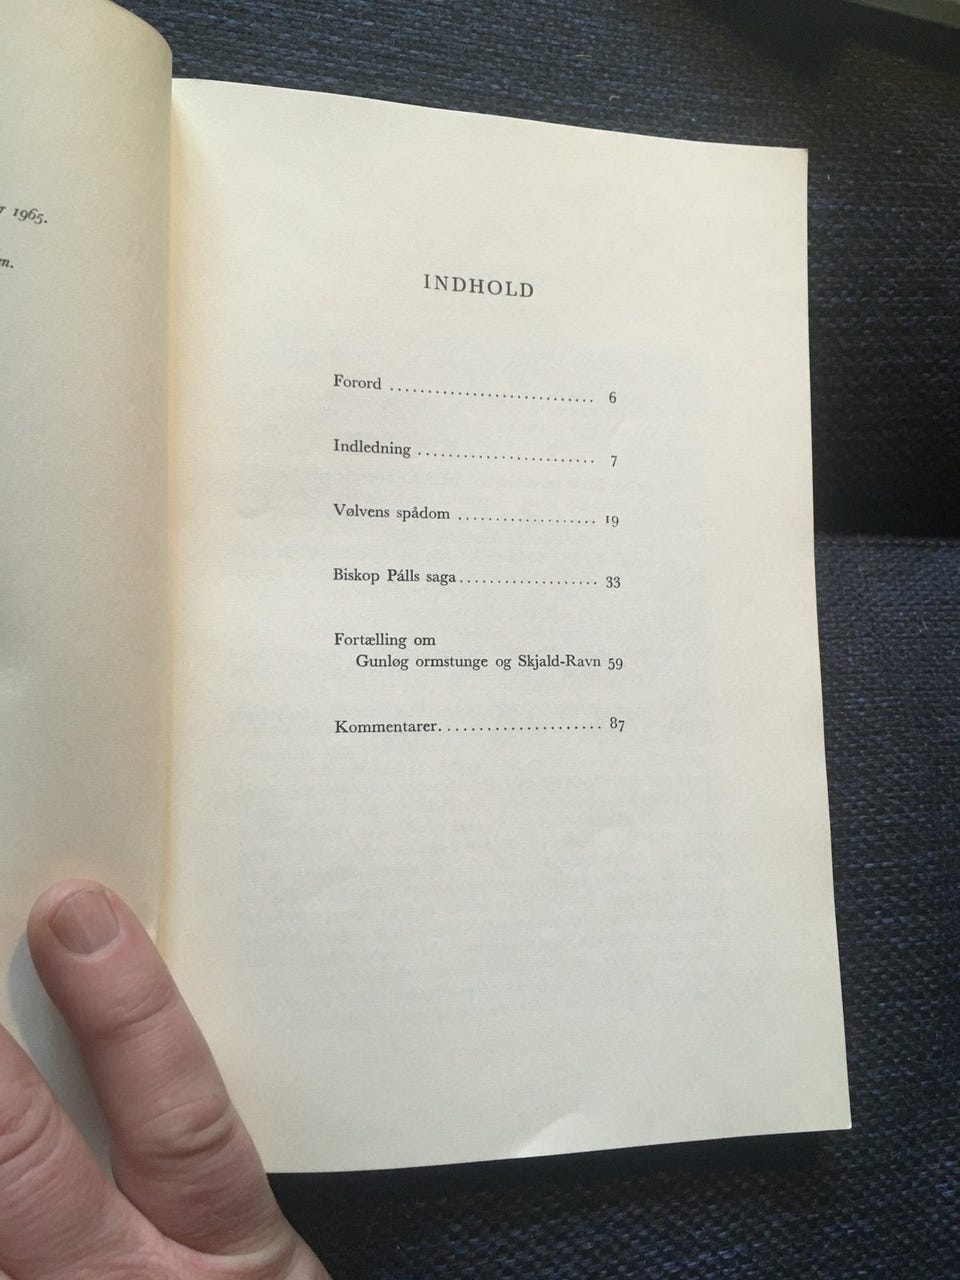 r 1965.
en.
INDHOLD
Forord ........................... 6
Indledning ....................... 7
Vølvens spådom .................. 19
Biskop Pálls saga.................. 33
Fortælling om
Gunløg ormstunge og Skjald-Ravn 59
Kommentarer..................... 87